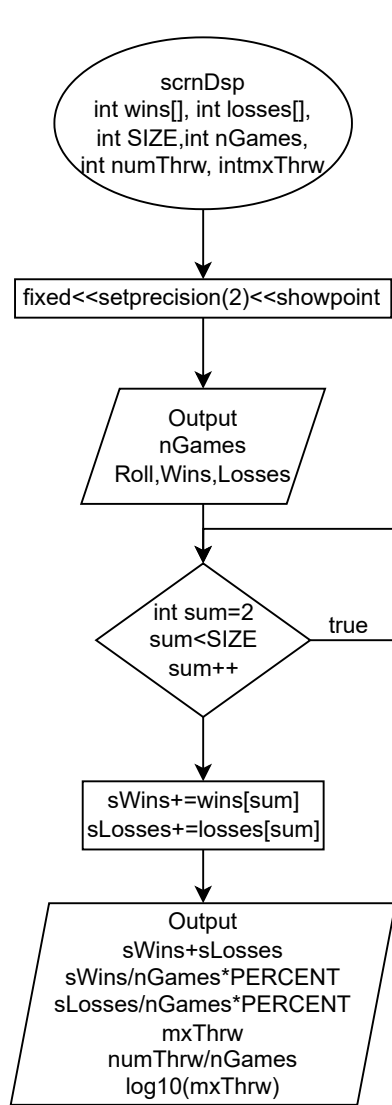 scrnDsp
int wins[], int losses[],
int SIZE,int nGames,
int numThrw, intmxThrw
fixed<<setprecision(2)<<showpoint
Output
nGames
Roll,Wins,Losses
int sum=2
sum<SIZE
sum++
true
sWins+=wins[sum]
sLosses+=losses[sum]
Output
sWins+sLosses
sWins/nGames*PERCENT
sLosses/nGames*PERCENT
mxThrw
numThrw/nGames
log10(mxThrw)